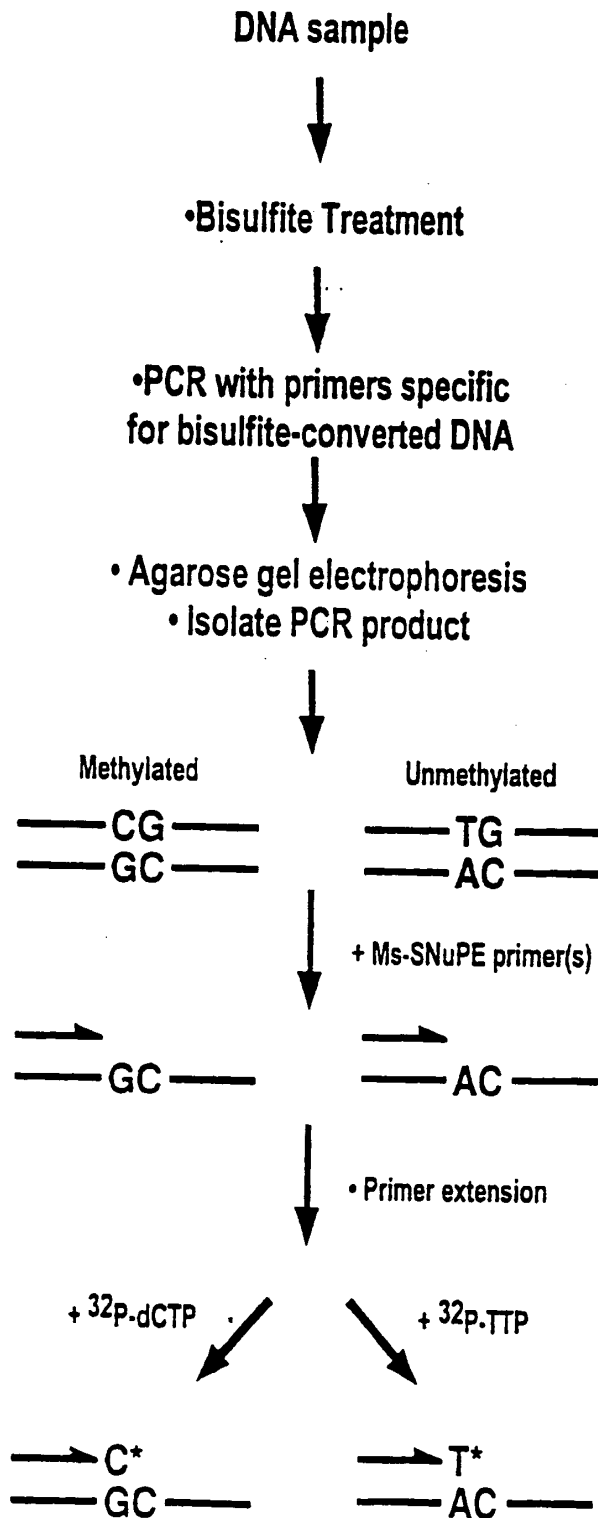 DNA sample
•Bisulfite Treatment
•PCR with primers specific
for bisulfite-converted DNA
• Agarose gel electrophoresis
• Isolate PCR product
Methylated Unmethylated
CG TG
GC AC
+ Ms-SNuPE primer(s)
GC AC
• Primer extension
+ ³²P-dCTP + ³²P-TTP
C* T*
GC AC